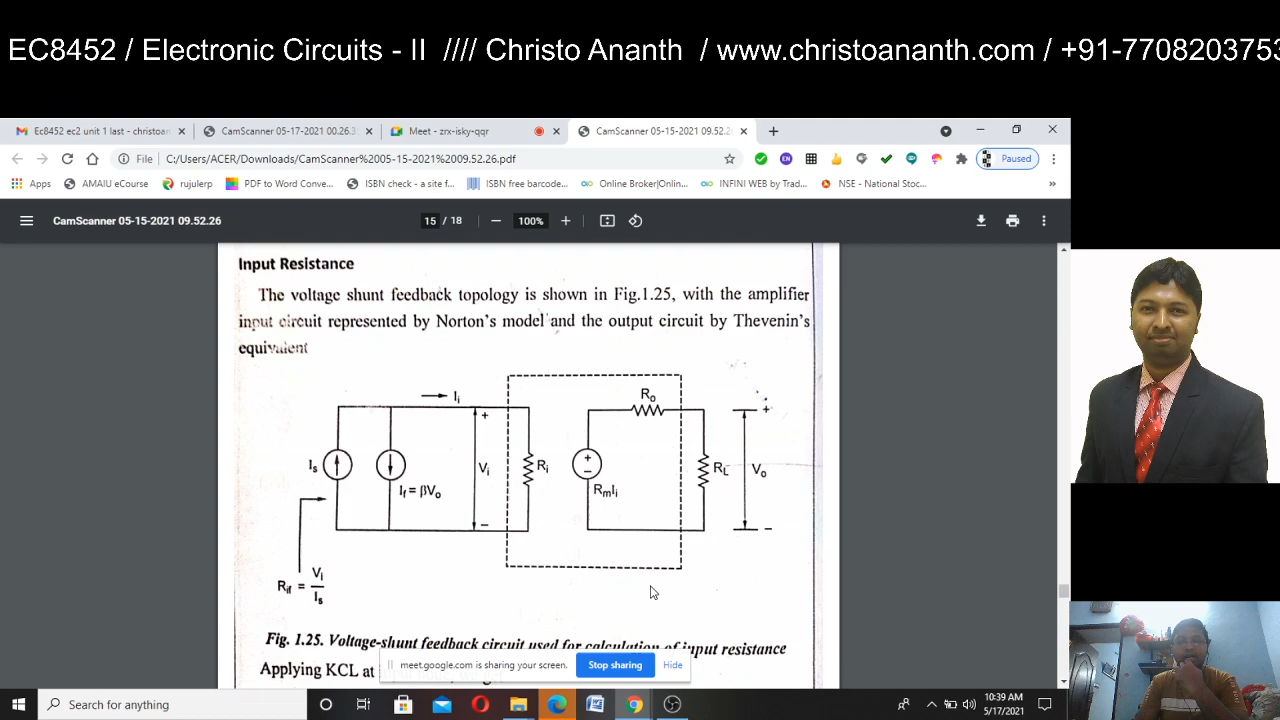 EC8452 / Electronic Circuits - II //// Christo Ananth / www.christoananth.com / +91-7708203753
Ec8452 ec2 unit 1 last - christoan
CamScanner 05-17-2021 00.26.3
Meet - zrx-isky-qqr
CamScanner 05-15-2021 09.52.2
File C:/Users/ACER/Downloads/CamScanner%2005-15-2021%2009.52.26.pdf
Paused
Apps
AMAIU eCourse
rujulerp
PDF to Word Conve...
ISBN check - a site f...
ISBN free barcode...
Online Broker|Onlin...
INFINI WEB by Trad...
NSE - National Stoc...
CamScanner 05-15-2021 09.52.26
15 / 18
100%
Input Resistance
The voltage shunt feedback topology is shown in Fig.1.25, with the amplifier
input circuit represented by Norton's model and the output circuit by Thevenin's
equivalent
Ii
Ro
+
+
Is
Vi
Ri
+
−
RL
Vo
If = βVo
RmIi
−
−
Rif = Vi
Is
Fig. 1.25. Voltage-shunt feedback circuit used for calculation of input resistance
Applying KCL at
meet.google.com is sharing your screen.
Stop sharing
Hide
Search for anything
10:39 AM
5/17/2021